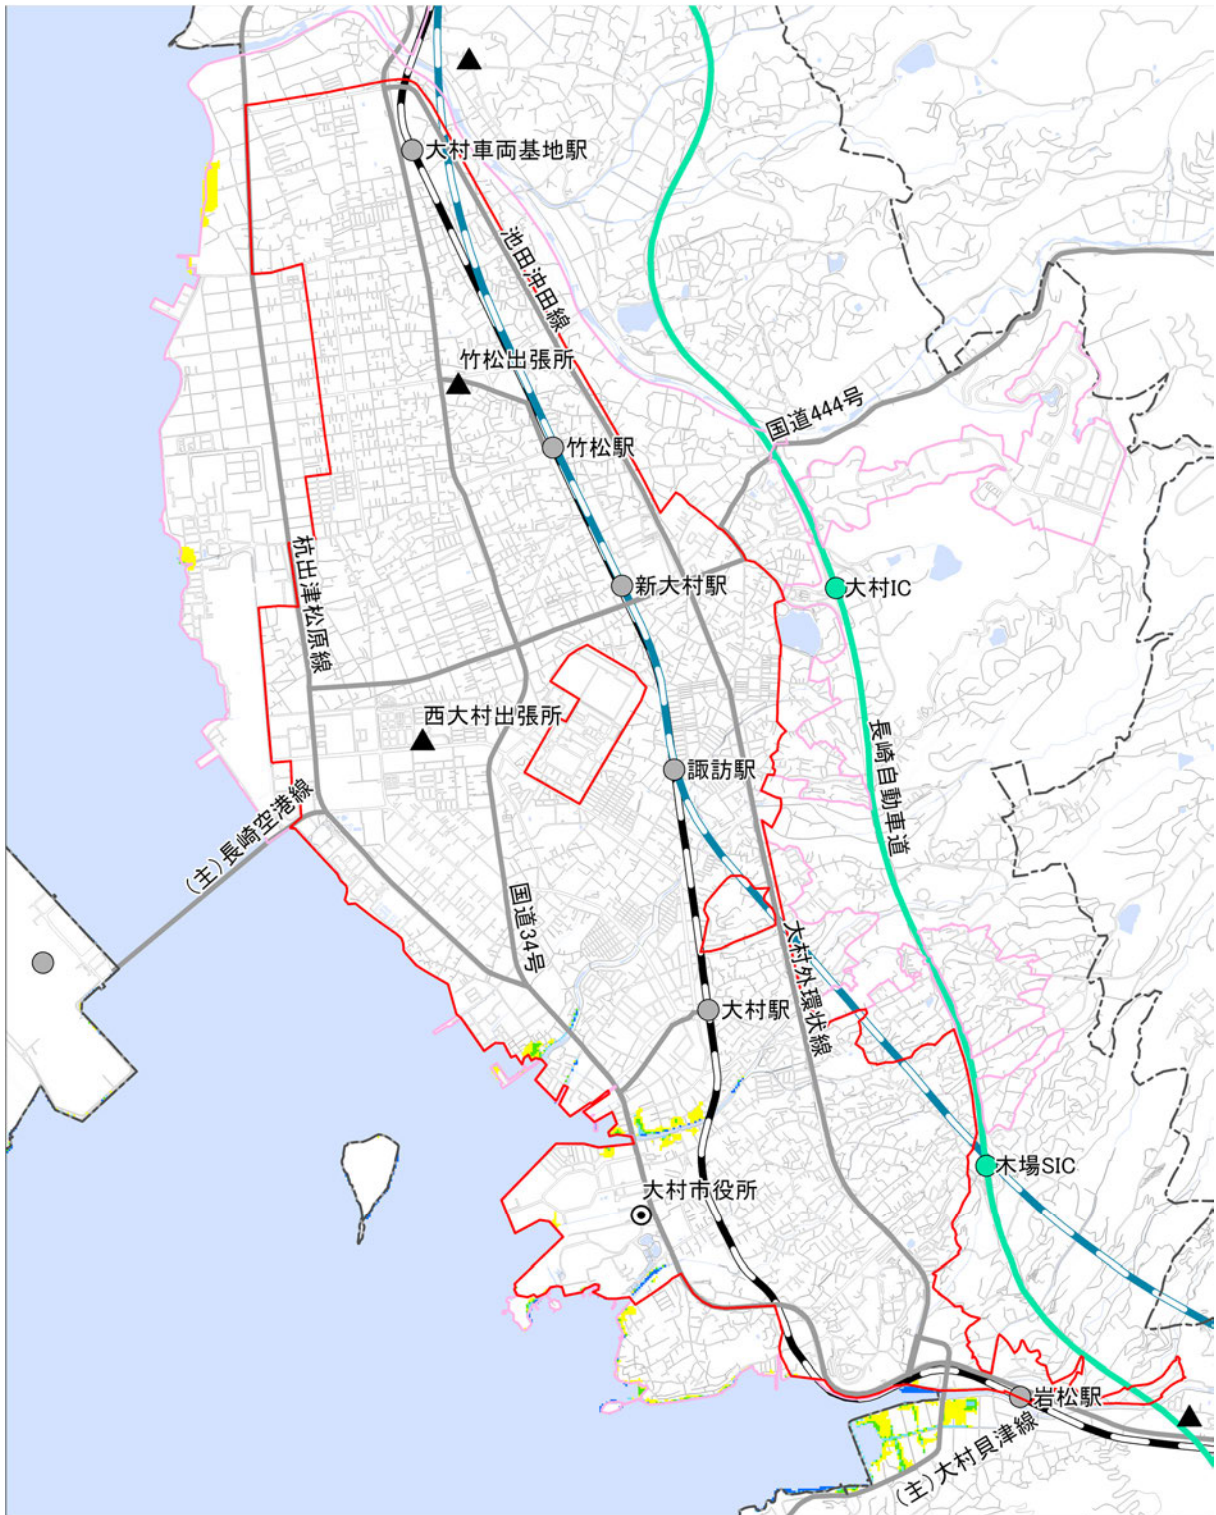 大村車両基地駅
池田沖田線
竹松出張所
国道444号
竹松駅
杭出津松原線
新大村駅
大村IC
西大村出張所
長崎自動車道
諏訪駅
(主)長崎空港線
国道34号
大村外環状線
大村駅
木場SIC
大村市役所
岩松駅
(主)大村貝津線